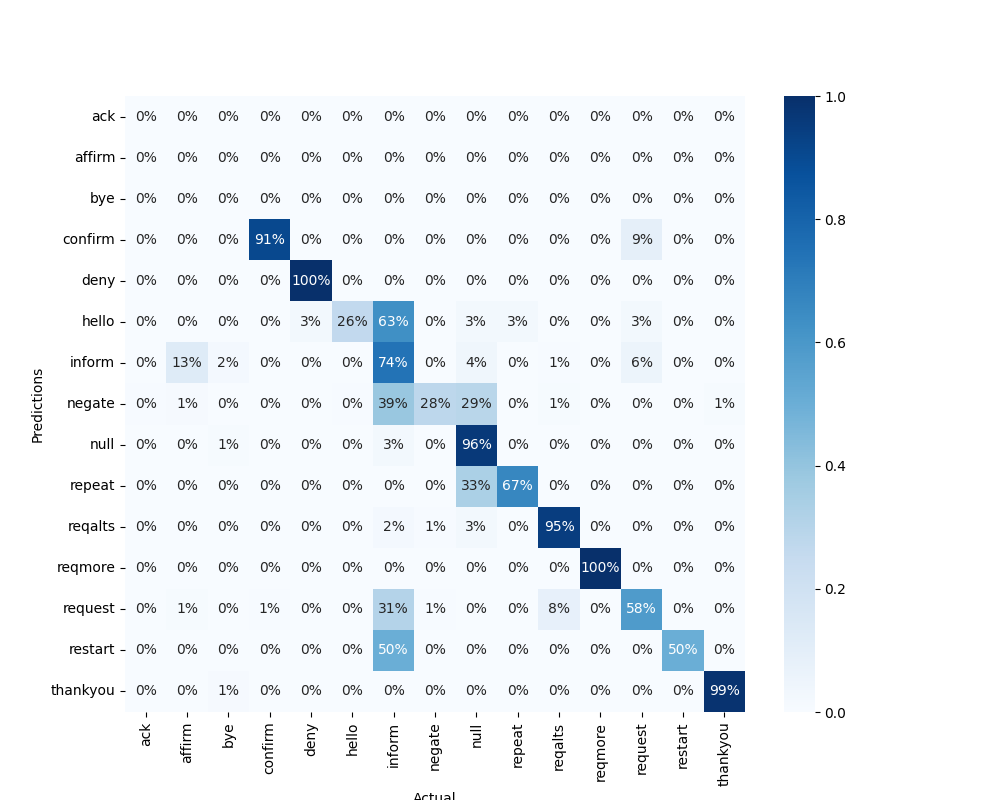 ack 0% 0% 0% 0% 0% 0% 0% 0% 0% 0% 0% 0% 0% 0% 0% 1.0
affirm 0% 0% 0% 0% 0% 0% 0% 0% 0% 0% 0% 0% 0% 0% 0%
bye 0% 0% 0% 0% 0% 0% 0% 0% 0% 0% 0% 0% 0% 0% 0% 0.8
confirm 0% 0% 0% 91% 0% 0% 0% 0% 0% 0% 0% 0% 9% 0% 0%
deny 0% 0% 0% 0% 100% 0% 0% 0% 0% 0% 0% 0% 0% 0% 0%
hello 0% 0% 0% 0% 3% 26% 63% 0% 3% 3% 0% 0% 3% 0% 0% 0.6
inform 0% 13% 2% 0% 0% 0% 74% 0% 4% 0% 1% 0% 6% 0% 0%
Predictions
negate 0% 1% 0% 0% 0% 0% 39% 28% 29% 0% 1% 0% 0% 0% 1%
null 0% 0% 1% 0% 0% 0% 3% 0% 96% 0% 0% 0% 0% 0% 0% 0.4
repeat 0% 0% 0% 0% 0% 0% 0% 0% 33% 67% 0% 0% 0% 0% 0%
reqalts 0% 0% 0% 0% 0% 0% 2% 1% 3% 0% 95% 0% 0% 0% 0%
reqmore 0% 0% 0% 0% 0% 0% 0% 0% 0% 0% 0% 100% 0% 0% 0% 0.2
request 0% 1% 0% 1% 0% 0% 31% 1% 0% 0% 8% 0% 58% 0% 0%
restart 0% 0% 0% 0% 0% 0% 50% 0% 0% 0% 0% 0% 0% 50% 0%
thankyou 0% 0% 1% 0% 0% 0% 0% 0% 0% 0% 0% 0% 0% 0% 99% 0.0
ack affirm bye confirm deny hello inform negate null repeat reqalts reqmore request restart thankyou
Actual